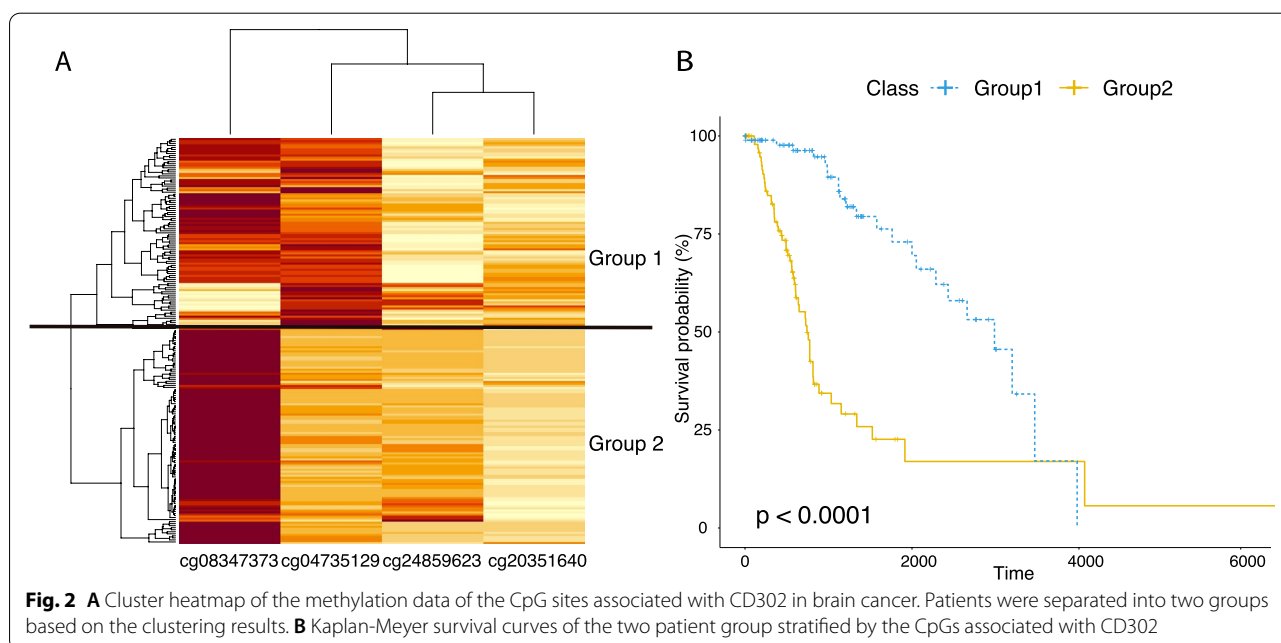 A
Group 1
Group 2
cg08347373 cg04735129 cg24859623 cg20351640
B
Class Group1 Group2
Survival probability (%)
100
75
50
25
0
p < 0.0001
0 2000 4000 6000
Time
Fig. 2 A Cluster heatmap of the methylation data of the CpG sites associated with CD302 in brain cancer. Patients were separated into two groups
based on the clustering results. B Kaplan-Meyer survival curves of the two patient group stratified by the CpGs associated with CD302